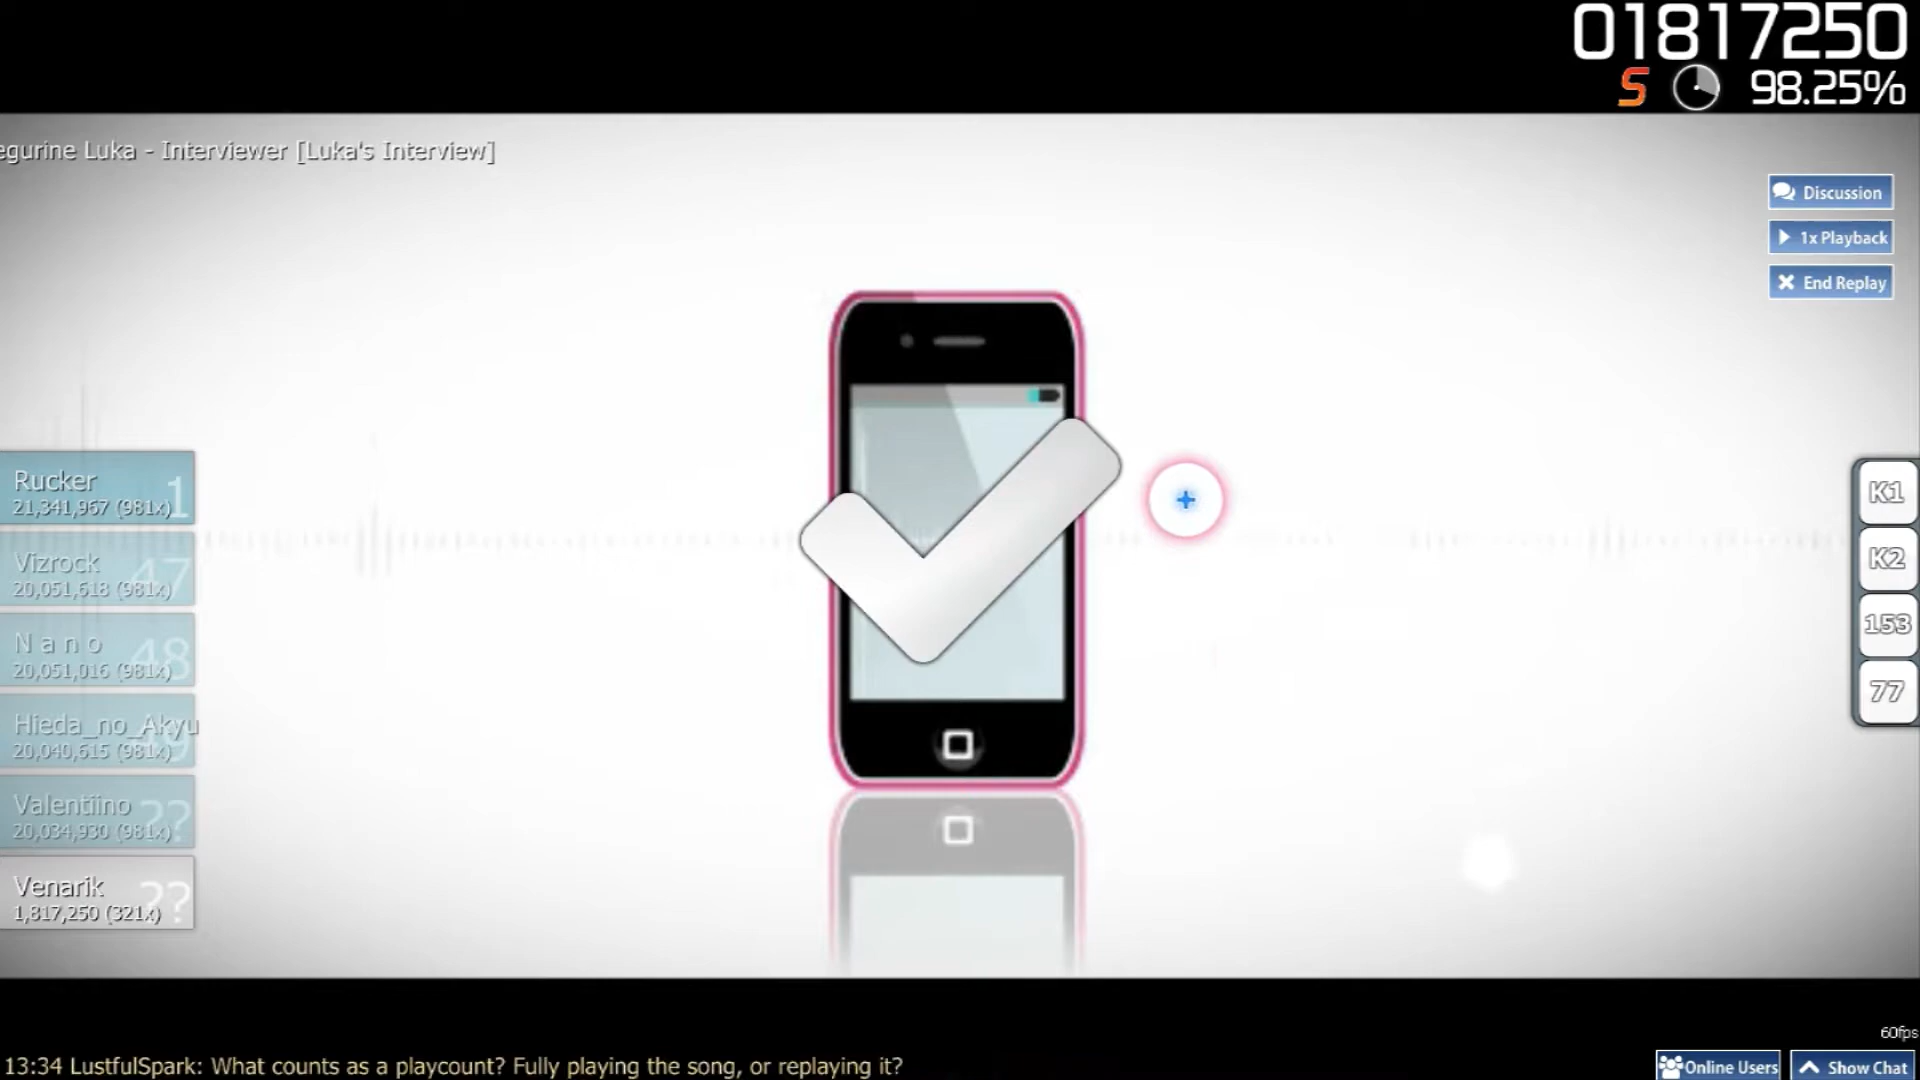 01817250
S 98.25%
egurine Luka - Interviewer [Luka's Interview]
Discussion
1x Playback
End Replay
Rucker 1
21,341,967 (981x)
Vizrock 47
20,051,618 (981x)
N a n o 48
20,051,016 (981x)
Hieda_no_Akyu
20,040,615 (981x)
Valentiino ??
20,034,930 (981x)
Venarik ??
1,817,250 (321x)
K1
K2
153
77
60fps
13:34 LustfulSpark: What counts as a playcount? Fully playing the song, or replaying it?
Online Users
Show Chat